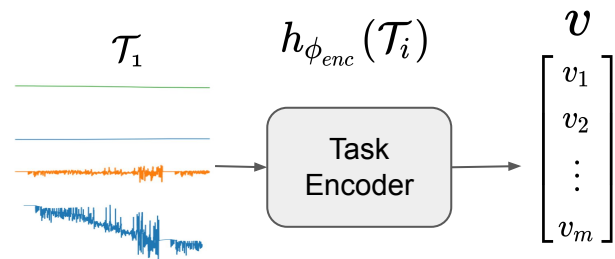 𝒯₁
h_{ϕ_{enc}}(𝒯_i)
v
Task
Encoder
v₁
v₂
⋮
v_m